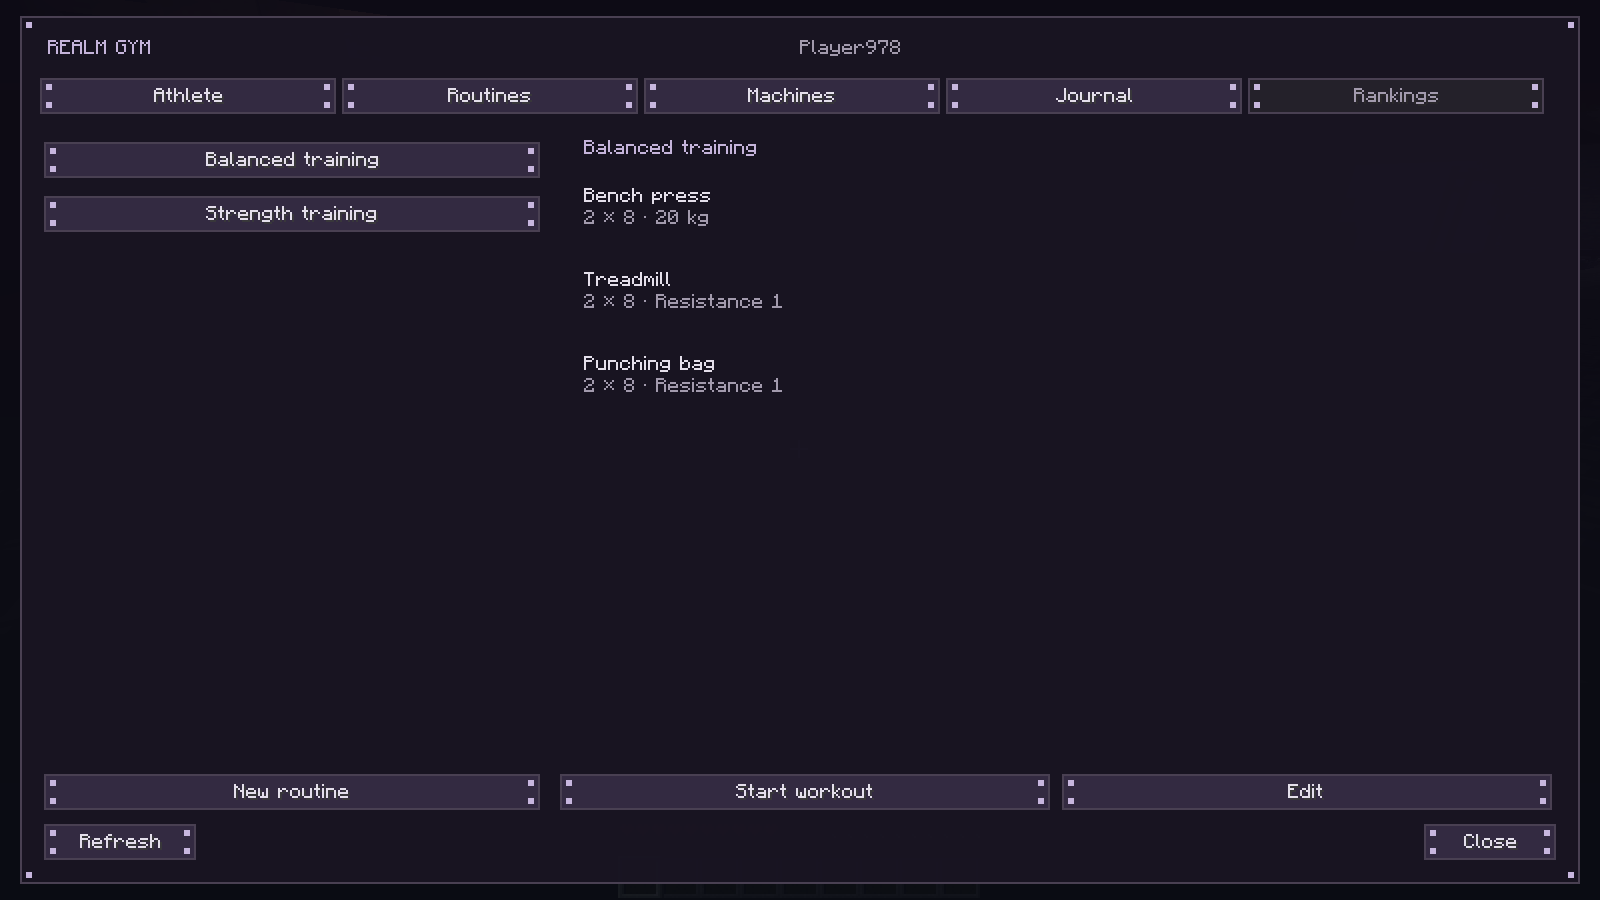 REALM GYM
Player978
Athlete
Routines
Machines
Journal
Rankings
Balanced training
Strength training
Balanced training
Bench press
2 × 8 · 20 kg
Treadmill
2 × 8 · Resistance 1
Punching bag
2 × 8 · Resistance 1
New routine
Start workout
Edit
Refresh
Close